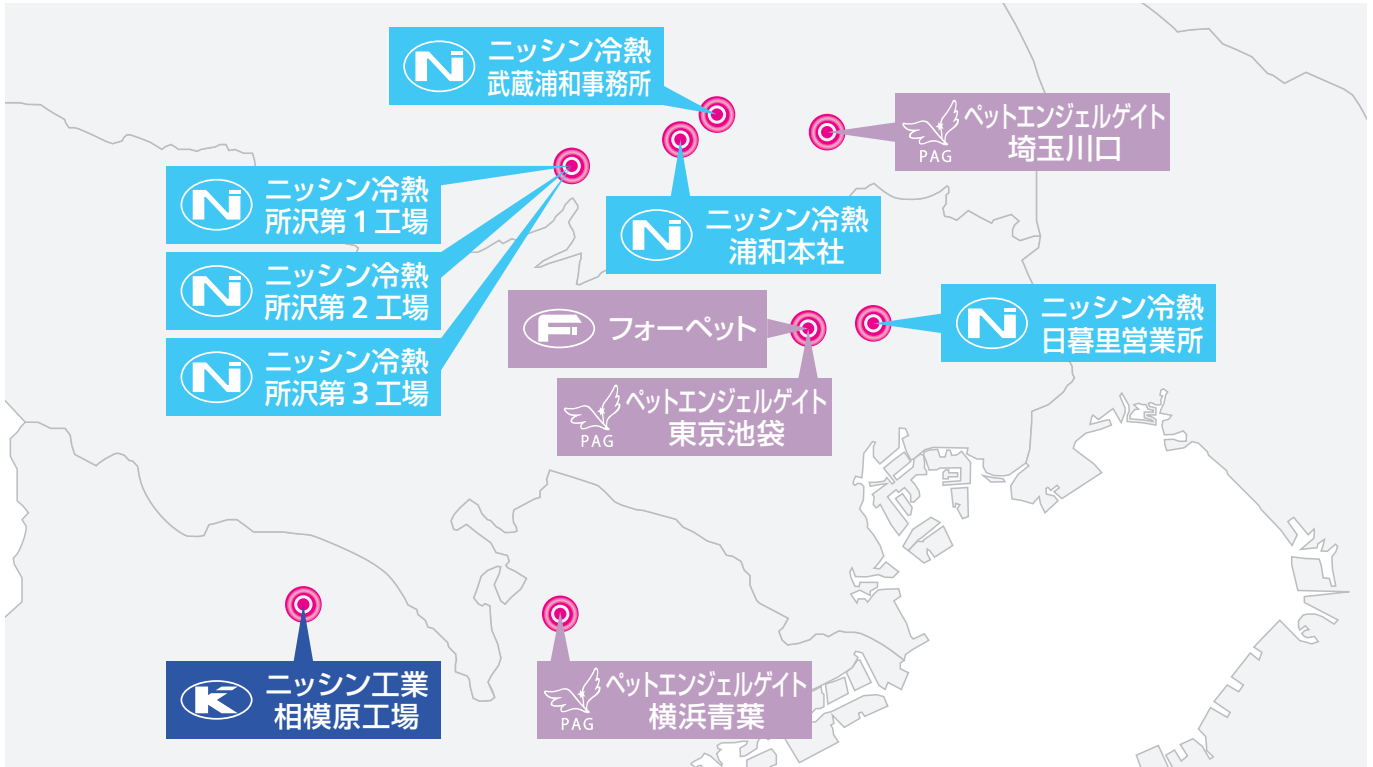 Ni
ニッシン冷熱
武蔵浦和事務所
PAG
ペットエンジェルゲイト
埼玉川口
Ni
ニッシン冷熱
所沢第1工場
Ni
ニッシン冷熱
浦和本社
Ni
ニッシン冷熱
所沢第2工場
Ni
ニッシン冷熱
所沢第3工場
Fi
フォーペット
Ni
ニッシン冷熱
日暮里営業所
PAG
ペットエンジェルゲイト
東京池袋
K
ニッシン工業
相模原工場
PAG
ペットエンジェルゲイト
横浜青葉